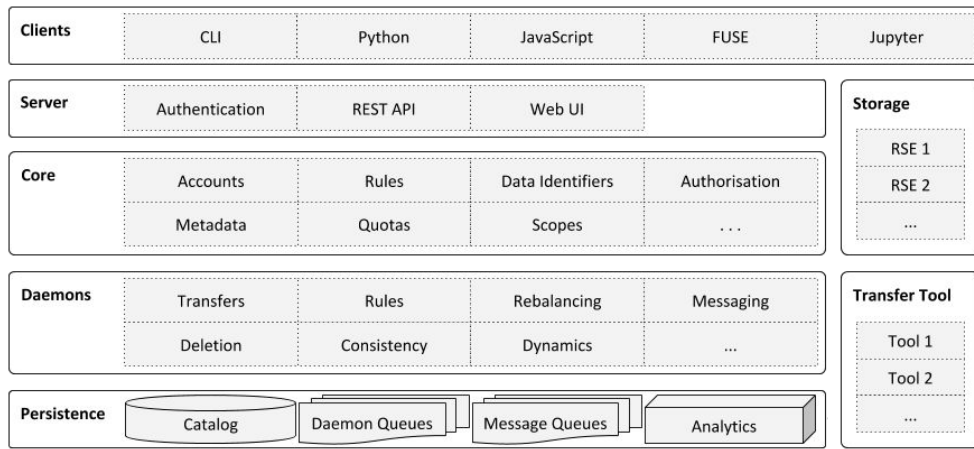 Clients CLI Python JavaScript FUSE Jupyter
Server Authentication REST API Web UI
Core Accounts Rules Data Identifiers Authorisation
Metadata Quotas Scopes . . .
Daemons Transfers Rules Rebalancing Messaging
Deletion Consistency Dynamics ...
Persistence Catalog Daemon Queues Message Queues Analytics
Storage
RSE 1
RSE 2
...
Transfer Tool
Tool 1
Tool 2
...